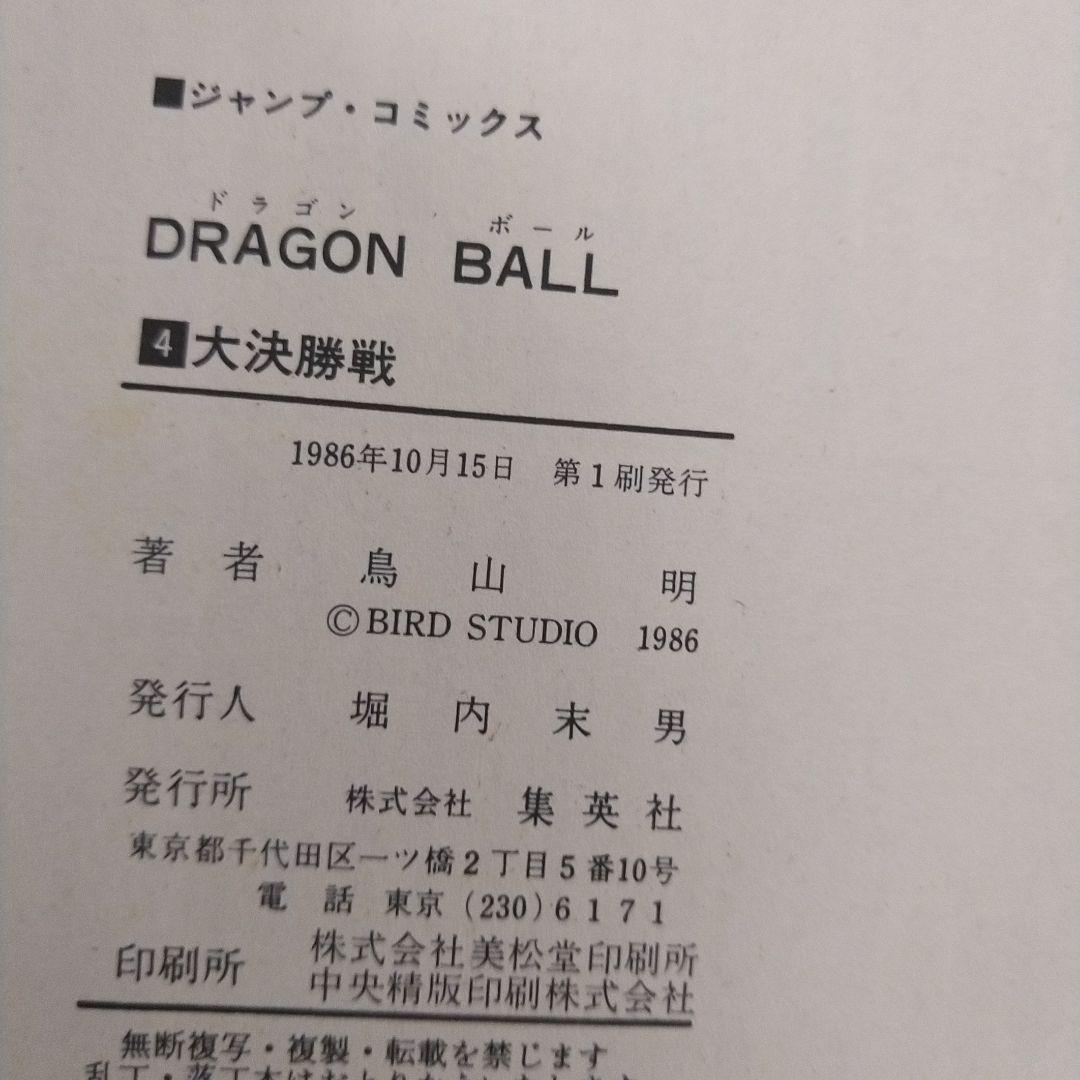 ■ジャンプ・コミックス
ドラゴン ボール
DRAGON BALL
4 大決勝戦
1986年10月15日 第1刷発行
著者 鳥山 明
©BIRD STUDIO 1986
発行人 堀内末男
発行所 株式会社 集英社
東京都千代田区一ツ橋2丁目5番10号
電話 東京(230)6171
印刷所 株式会社美松堂印刷所
中央精版印刷株式会社
無断複写・複製・転載を禁じます
乱丁・落丁本は